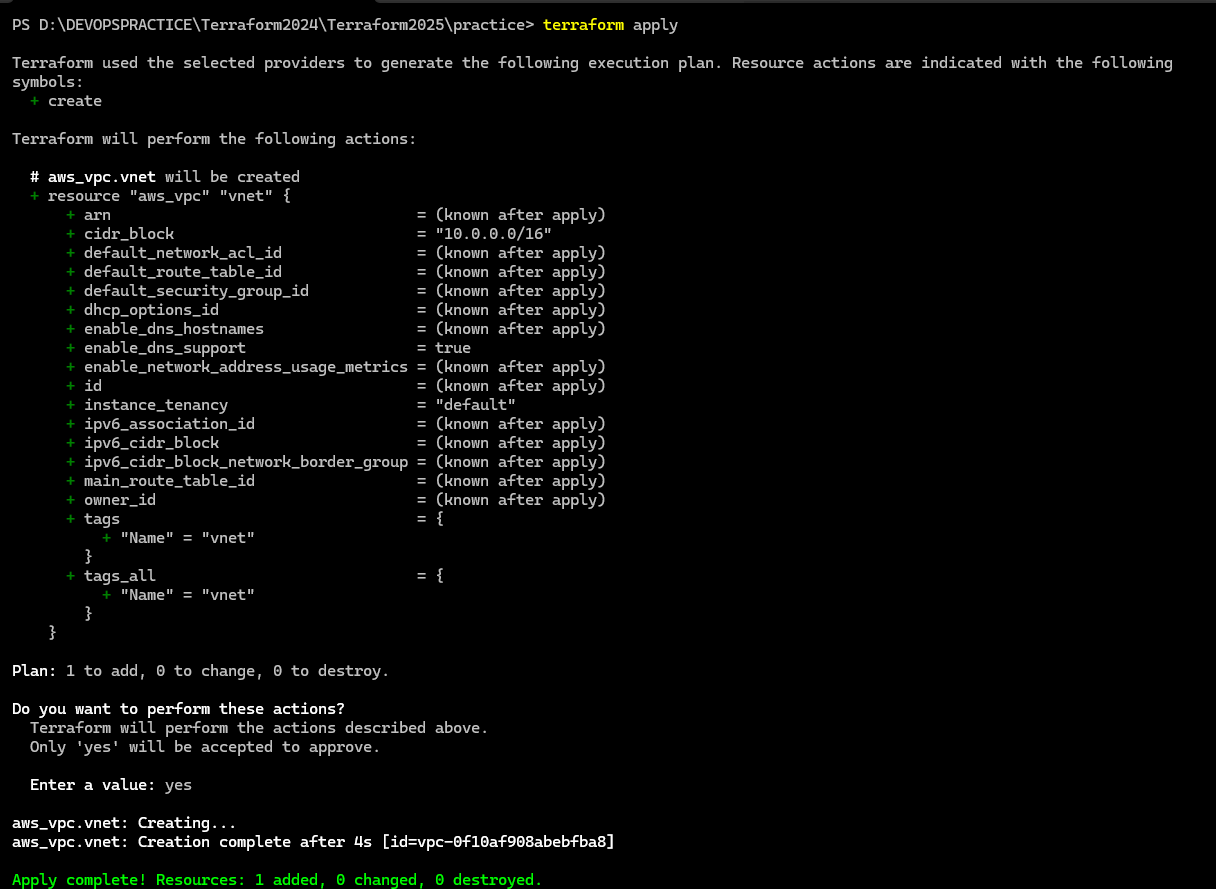 PS D:\DEVOPSPRACTICE\Terraform2024\Terraform2025\practice> terraform apply
Terraform used the selected providers to generate the following execution plan. Resource actions are indicated with the following
symbols:
+ create
Terraform will perform the following actions:
# aws_vpc.vnet will be created
+ resource "aws_vpc" "vnet" {
+ arn = (known after apply)
+ cidr_block = "10.0.0.0/16"
+ default_network_acl_id = (known after apply)
+ default_route_table_id = (known after apply)
+ default_security_group_id = (known after apply)
+ dhcp_options_id = (known after apply)
+ enable_dns_hostnames = (known after apply)
+ enable_dns_support = true
+ enable_network_address_usage_metrics = (known after apply)
+ id = (known after apply)
+ instance_tenancy = "default"
+ ipv6_association_id = (known after apply)
+ ipv6_cidr_block = (known after apply)
+ ipv6_cidr_block_network_border_group = (known after apply)
+ main_route_table_id = (known after apply)
+ owner_id = (known after apply)
+ tags = {
+ "Name" = "vnet"
}
+ tags_all = {
+ "Name" = "vnet"
}
}
Plan: 1 to add, 0 to change, 0 to destroy.
Do you want to perform these actions?
Terraform will perform the actions described above.
Only 'yes' will be accepted to approve.
Enter a value: yes
aws_vpc.vnet: Creating...
aws_vpc.vnet: Creation complete after 4s [id=vpc-0f10af908abebfba8]
Apply complete! Resources: 1 added, 0 changed, 0 destroyed.